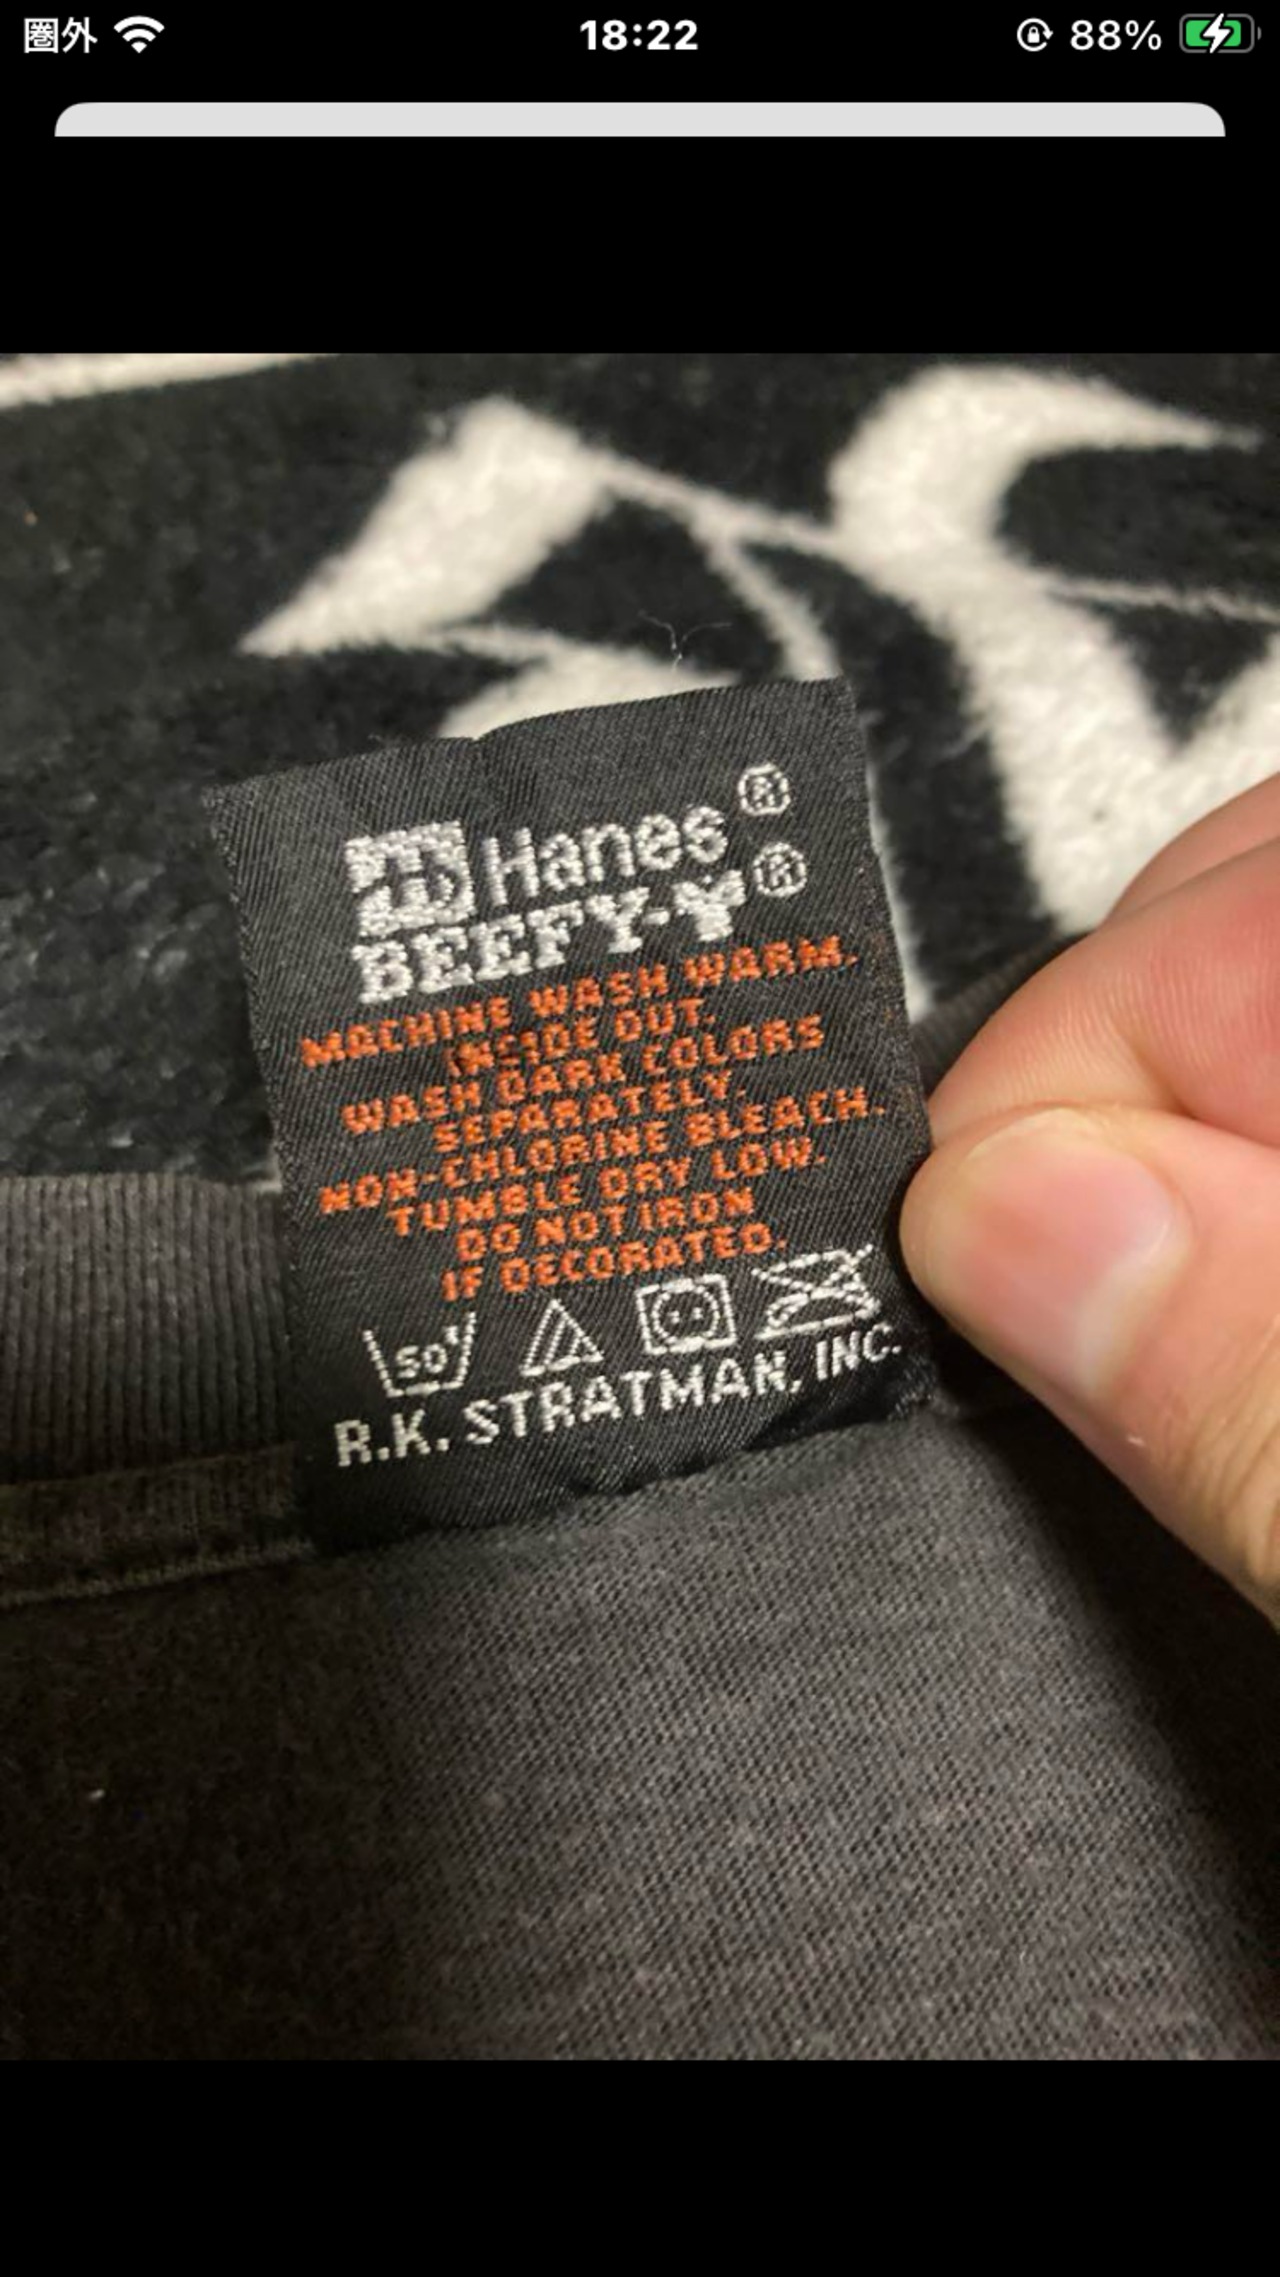 圏外 18:22 88%
Hanes®
BEEFY-T®
MACHINE WASH WARM.
INSIDE OUT.
WASH DARK COLORS
SEPARATELY.
NON-CHLORINE BLEACH.
TUMBLE DRY LOW.
DO NOT IRON
IF DECORATED.
50
R.K. STRATMAN, INC.